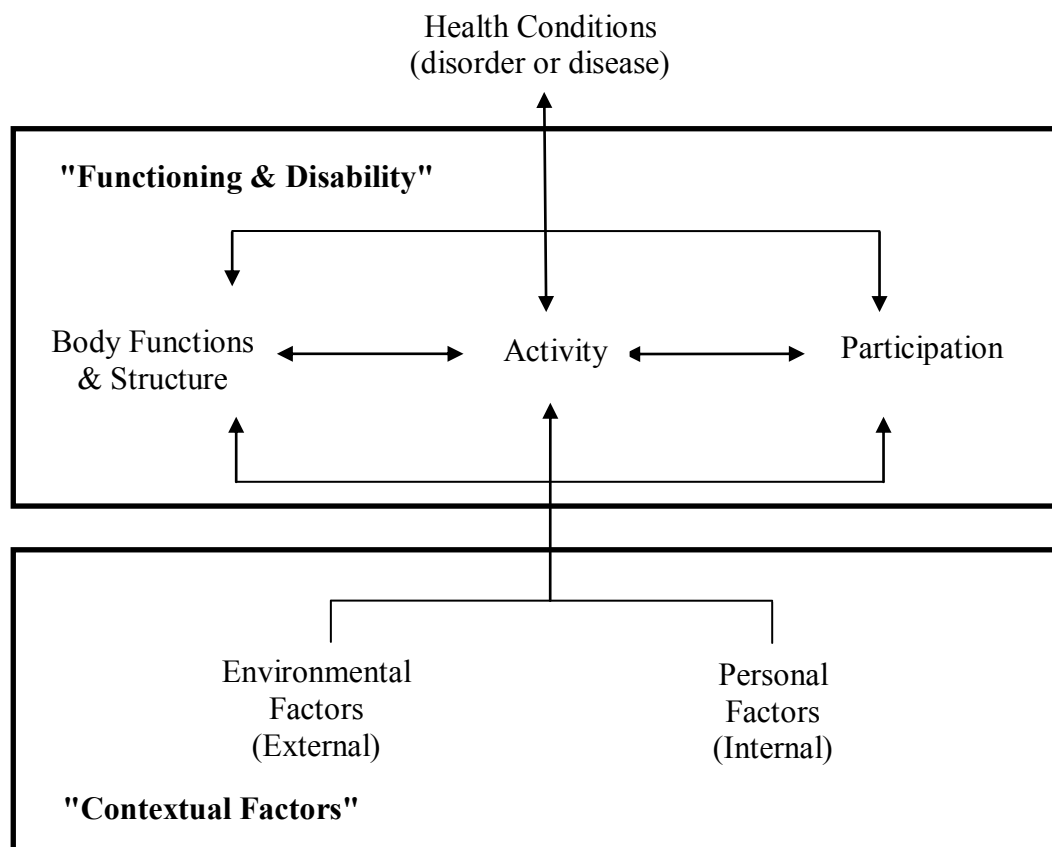 Health Conditions
(disorder or disease)
"Functioning & Disability"
Body Functions
& Structure
Activity
Participation
Environmental
Factors
(External)
Personal
Factors
(Internal)
"Contextual Factors"